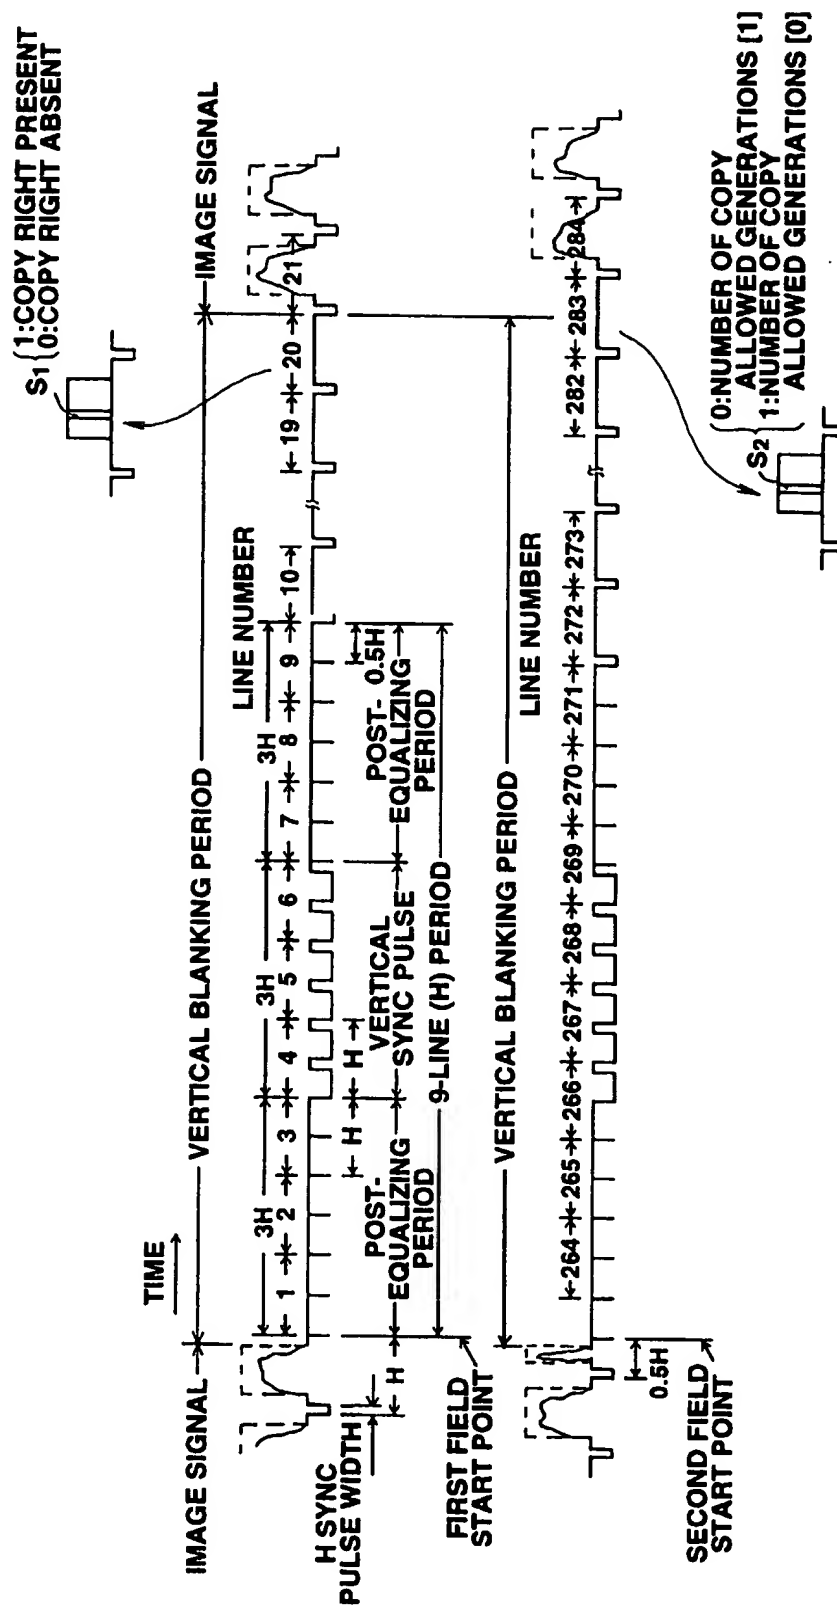 S1 { 1:COPY RIGHT PRESENT
0:COPY RIGHT ABSENT
TIME
IMAGE SIGNAL
VERTICAL BLANKING PERIOD
IMAGE SIGNAL
LINE NUMBER
3H
3H
3H
1 2 3 4 5 6 7 8 9 10 19 20 21
H
H
H
0.5H
H SYNC
PULSE WIDTH
POST-
EQUALIZING
PERIOD
VERTICAL
SYNC PULSE
POST-
EQUALIZING
PERIOD
9-LINE (H) PERIOD
FIRST FIELD
START POINT
VERTICAL BLANKING PERIOD
LINE NUMBER
264 265 266 267 268 269 270 271 272 273 282 283 284
0.5H
SECOND FIELD
START POINT
S2
0:NUMBER OF COPY
ALLOWED GENERATIONS [1]
1:NUMBER OF COPY
ALLOWED GENERATIONS [0]